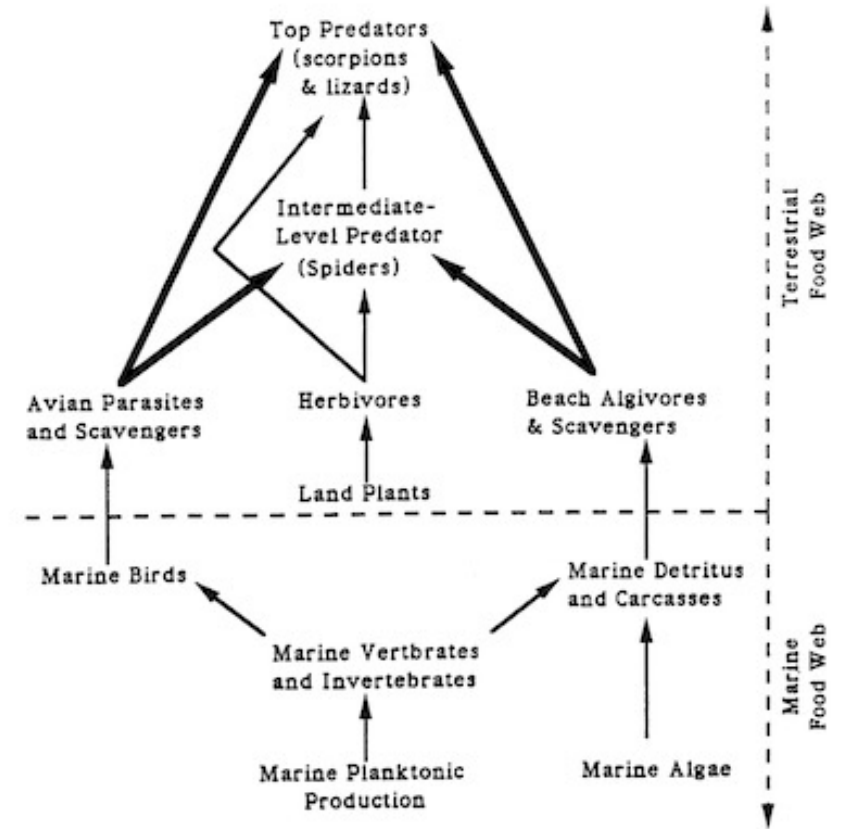 Top Predators
(scorpions
& lizards)
Intermediate-
Level Predator
(Spiders)
Avian Parasites
and Scavengers
Herbivores
Beach Algivores
& Scavengers
Land Plants
Marine Birds
Marine Detritus
and Carcasses
Marine Vertbrates
and Invertebrates
Marine Planktonic
Production
Marine Algae
Terrestrial
Food Web
Marine
Food Web